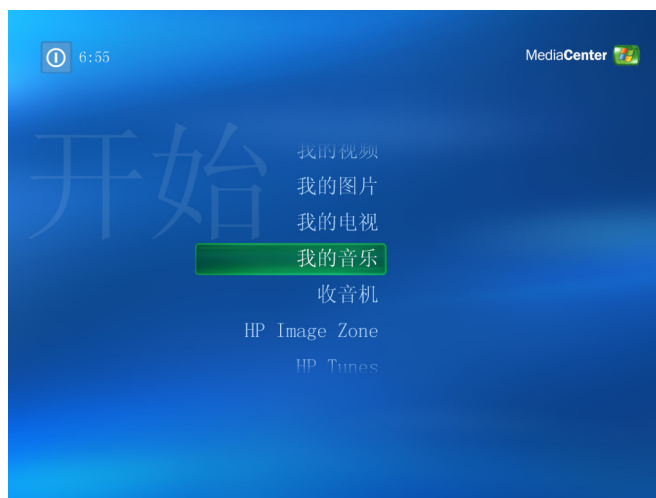 6:55
MediaCenter
开始
我的视频
我的图片
我的电视
我的音乐
收音机
HP Image Zone
HP Tunes